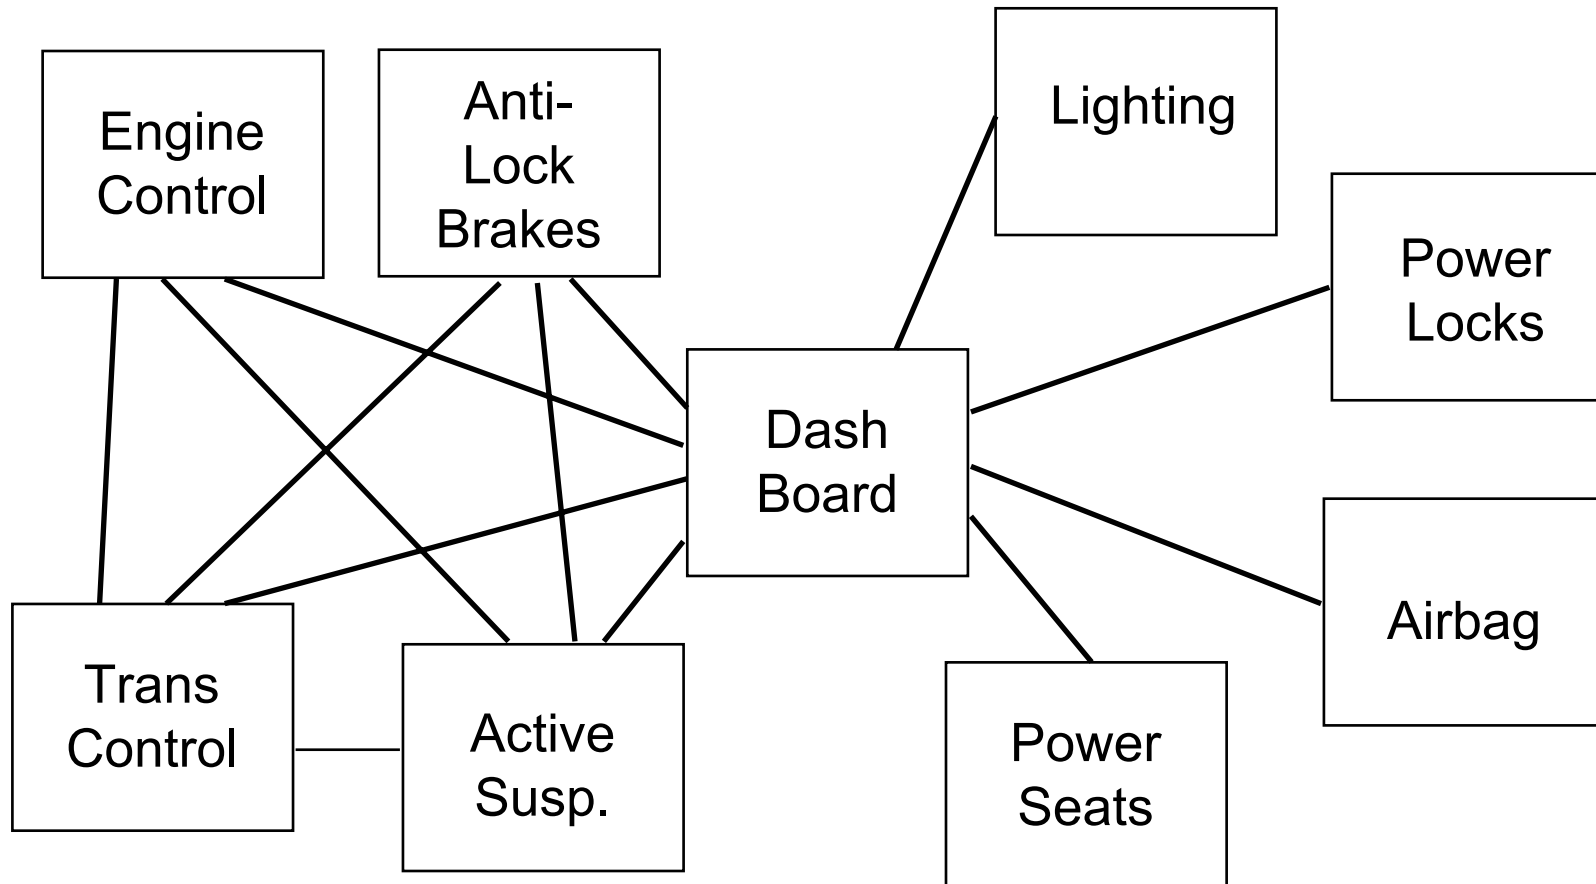 Engine
Control
Anti-
Lock
Brakes
Lighting
Power
Locks
Dash
Board
Airbag
Trans
Control
Active
Susp.
Power
Seats